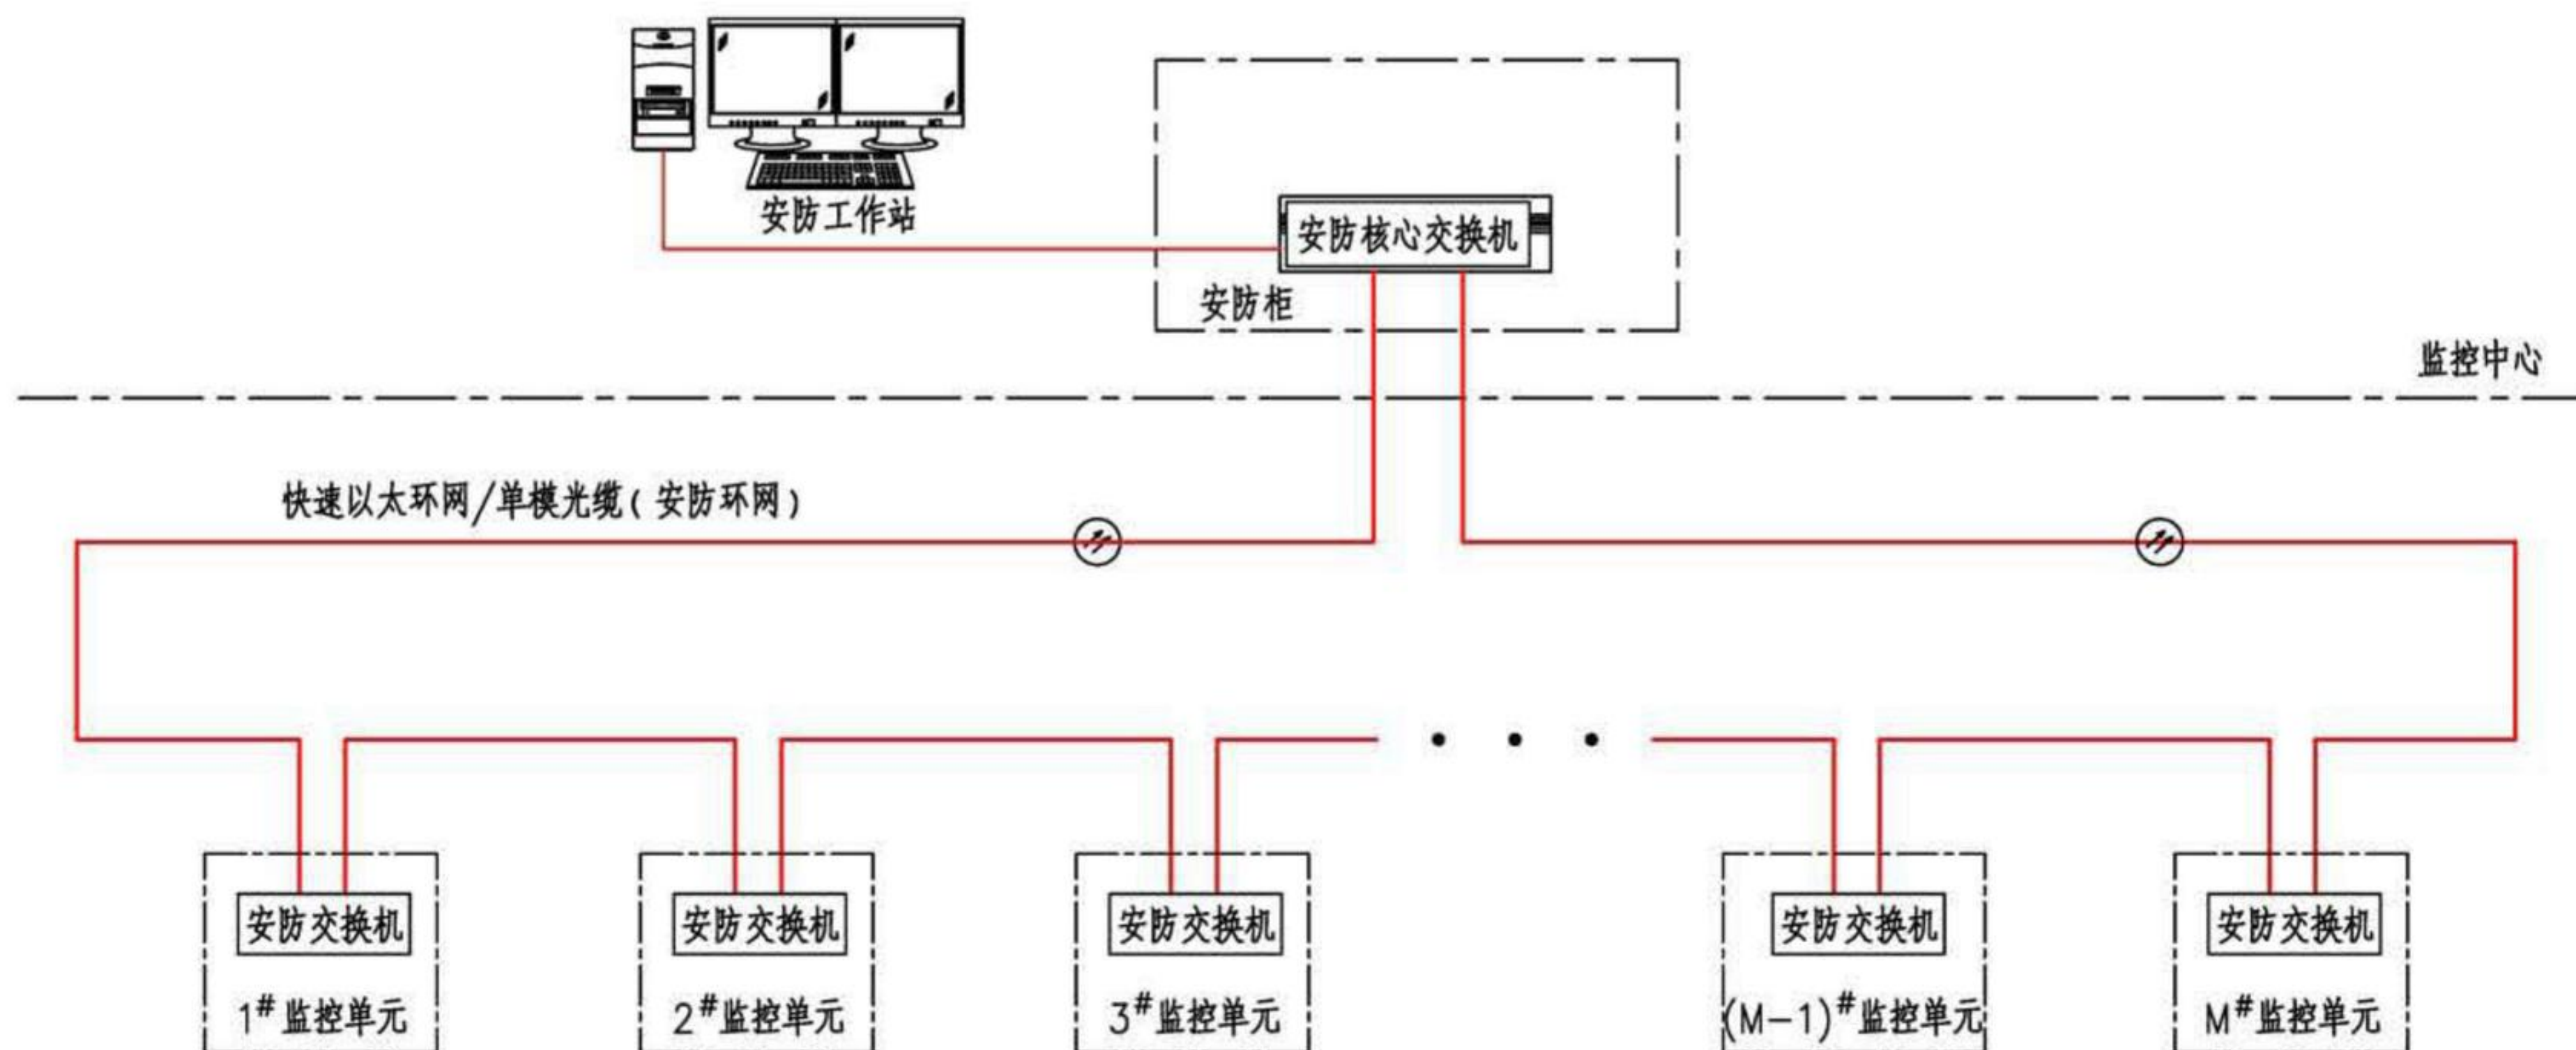 安防工作站
安防核心交换机
安防柜
监控中心
快速以太环网/单模光缆(安防环网)
安防交换机
安防交换机
安防交换机
安防交换机
安防交换机
1#监控单元
2#监控单元
3#监控单元
(M-1)#监控单元
M#监控单元